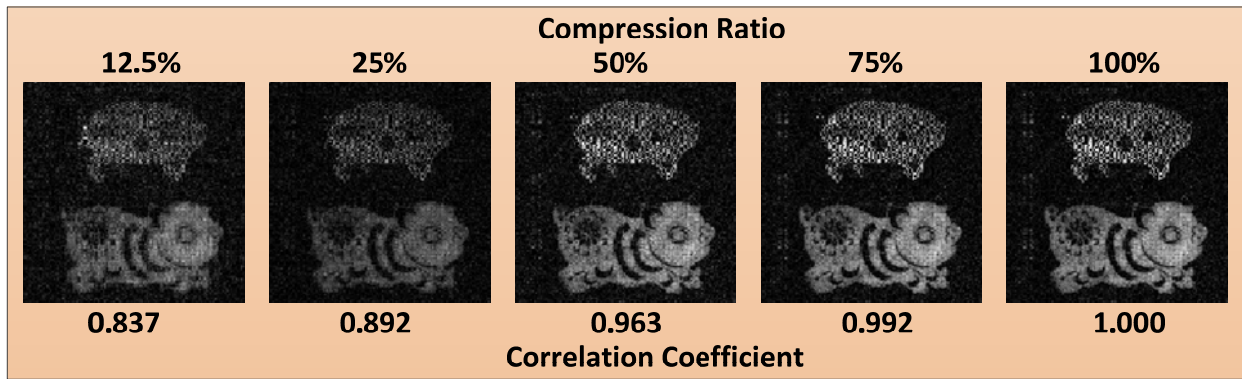 Compression Ratio
12.5% 25% 50% 75% 100%
0.837 0.892 0.963 0.992 1.000
Correlation Coefficient